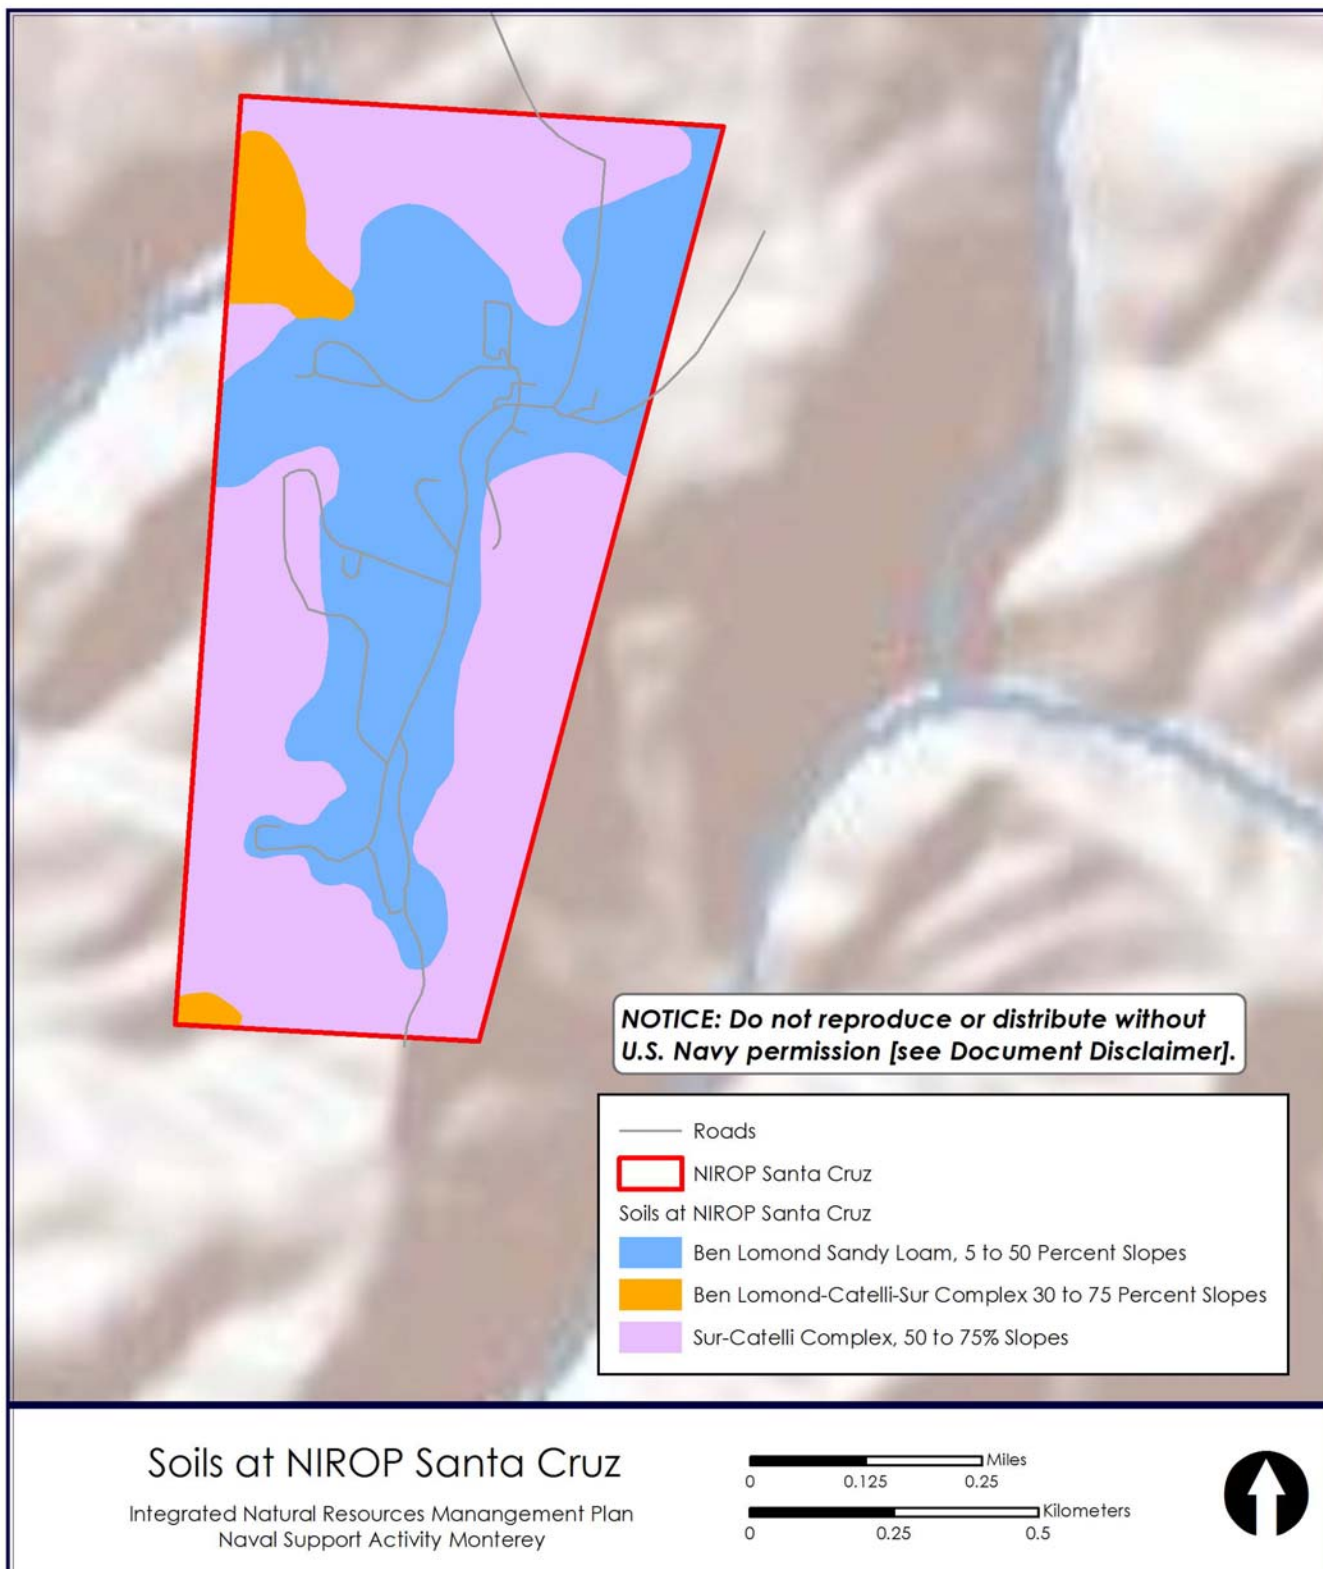 NOTICE: Do not reproduce or distribute without
U.S. Navy permission [see Document Disclaimer].
Roads
NIROP Santa Cruz
Soils at NIROP Santa Cruz
Ben Lomond Sandy Loam, 5 to 50 Percent Slopes
Ben Lomond-Catelli-Sur Complex 30 to 75 Percent Slopes
Sur-Catelli Complex, 50 to 75% Slopes
Soils at NIROP Santa Cruz
Integrated Natural Resources Manangement Plan
Naval Support Activity Monterey
Miles
0 0.125 0.25
Kilometers
0 0.25 0.5